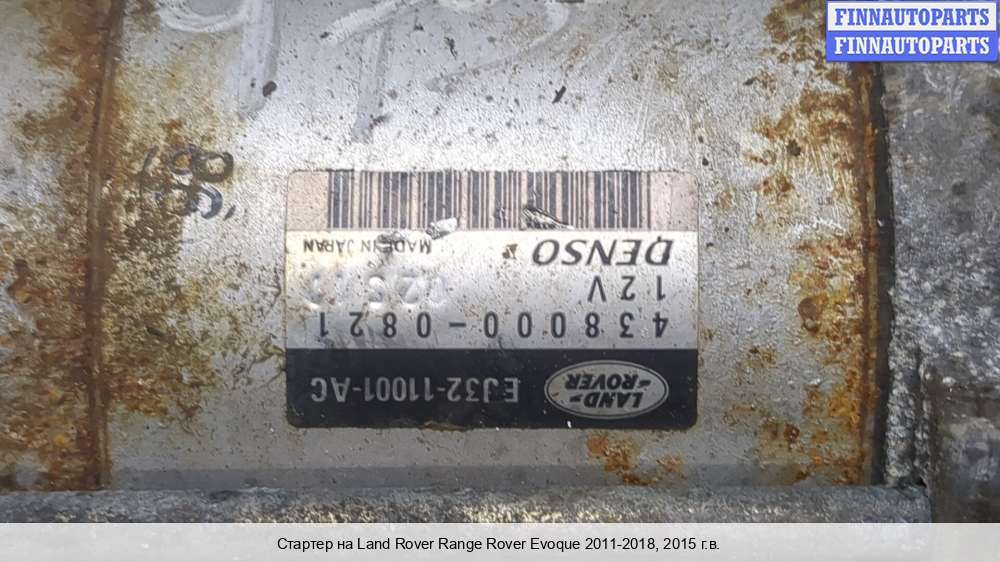 FINNAUTOPARTS
FINNAUTOPARTS
LAND-
-ROVER
EJ32-11001-AC
438000-0821
12V
DENSO
MADE IN JAPAN
Стартер на Land Rover Range Rover Evoque 2011-2018, 2015 г.в.